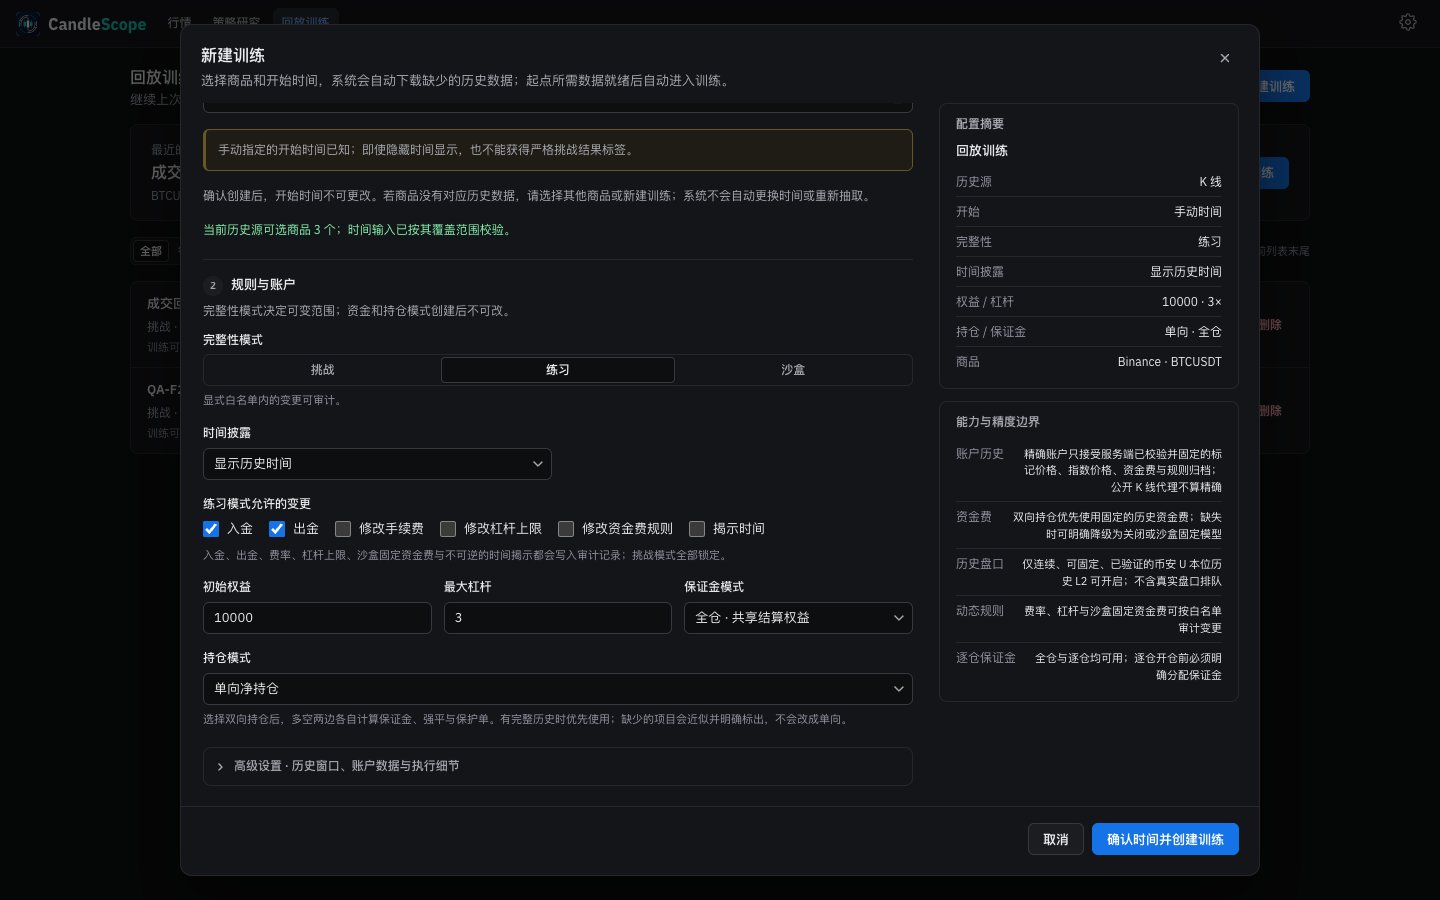 CandleScope
行情
策略研究
回放训练
新建训练
选择商品和开始时间，系统会自动下载缺少的历史数据；起点所需数据就绪后自动进入训练。
回放训
继续上次
建训练
最近的
成交
BTCU
练
全部
列表末尾
成交回
挑战 ·
训练可
删除
QA-F2
挑战 ·
训练可
删除
手动指定的开始时间已知；即使隐藏时间显示，也不能获得严格挑战结果标签。
确认创建后，开始时间不可更改。若商品没有对应历史数据，请选择其他商品或新建训练；系统不会自动更换时间或重新抽取。
当前历史源可选商品 3 个；时间输入已按其覆盖范围校验。
2 规则与账户
完整性模式决定可变范围；资金和持仓模式创建后不可改。
完整性模式
挑战 练习 沙盒
显式白名单内的变更可审计。
时间披露
显示历史时间
练习模式允许的变更
入金 出金 修改手续费 修改杠杆上限 修改资金费规则 揭示时间
入金、出金、费率、杠杆上限、沙盒固定资金费与不可逆的时间揭示都会写入审计记录；挑战模式全部锁定。
初始权益 最大杠杆 保证金模式
10000 3 全仓 · 共享结算权益
持仓模式
单向净持仓
选择双向持仓后，多空两边各自计算保证金、强平与保护单。有完整历史时优先使用；缺少的项目会近似并明确标出，不会改成单向。
高级设置 · 历史窗口、账户数据与执行细节
配置摘要
回放训练
历史源 K 线
开始 手动时间
完整性 练习
时间披露 显示历史时间
权益 / 杠杆 10000 · 3×
持仓 / 保证金 单向 · 全仓
商品 Binance · BTCUSDT
能力与精度边界
账户历史 精确账户只接受服务端已校验并固定的标
记价格、指数价格、资金费与规则归档；
公开 K 线代理不算精确
资金费 双向持仓优先使用固定的历史资金费；缺失
时可明确降级为关闭或沙盒固定模型
历史盘口 仅连续、可固定、已验证的币安 U 本位历
史 L2 可开启；不含真实盘口排队
动态规则 费率、杠杆与沙盒固定资金费可按白名单
审计变更
逐仓保证金 全仓与逐仓均可用；逐仓开仓前必须明
确分配保证金
取消 确认时间并创建训练